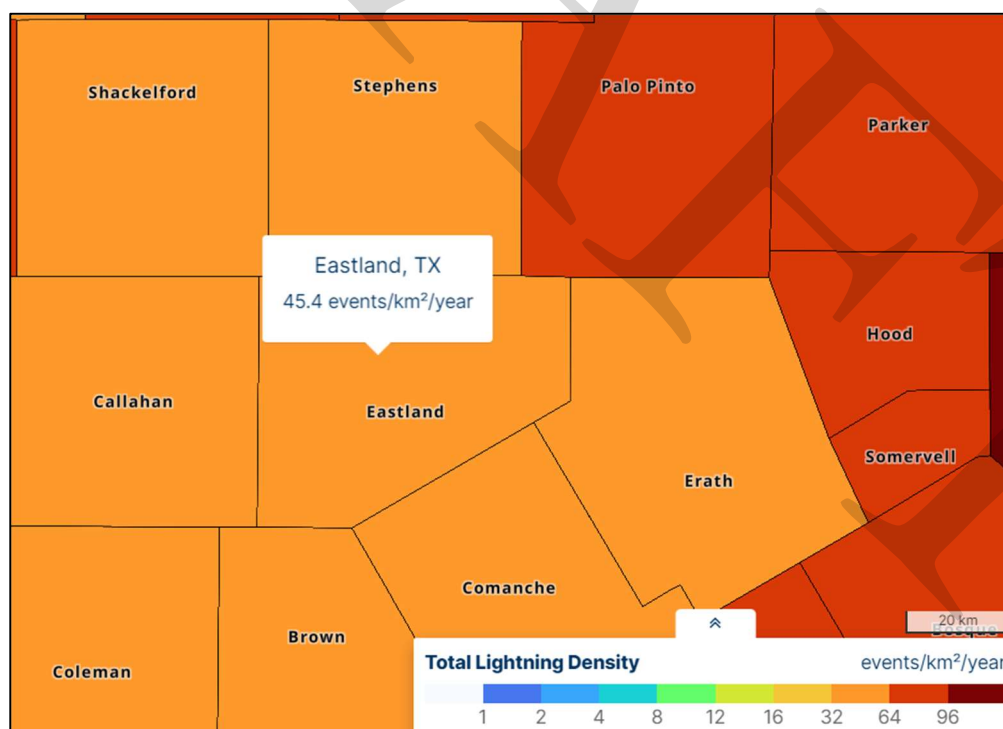 Shackelford
Stephens
Palo Pinto
Parker
Eastland, TX
45.4 events/km²/year
Hood
Callahan
Eastland
Somervell
Erath
Comanche
20 km
Bosque
Brown
Coleman
Total Lightning Density
events/km²/year
1 2 4 8 12 16 32 64 96